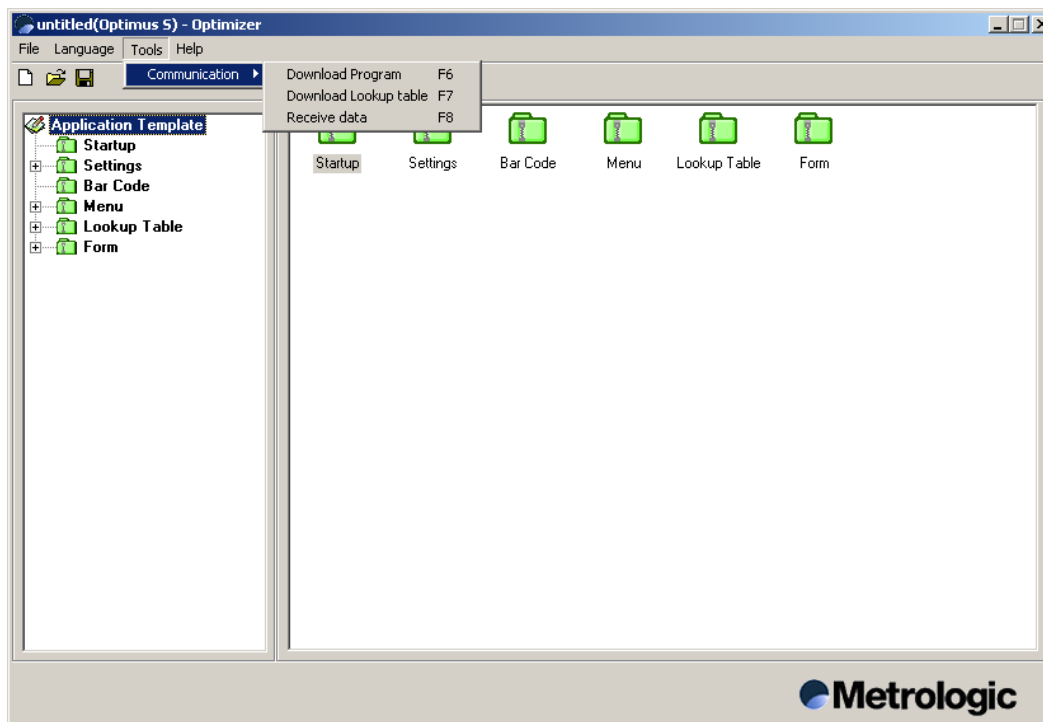 untitled(Optimus S) - Optimizer
File Language Tools Help
Communication
Download Program F6
Download Lookup table F7
Receive data F8
Application Template
Startup
Settings
Bar Code
Menu
Lookup Table
Form
Startup Settings Bar Code Menu Lookup Table Form
Metrologic